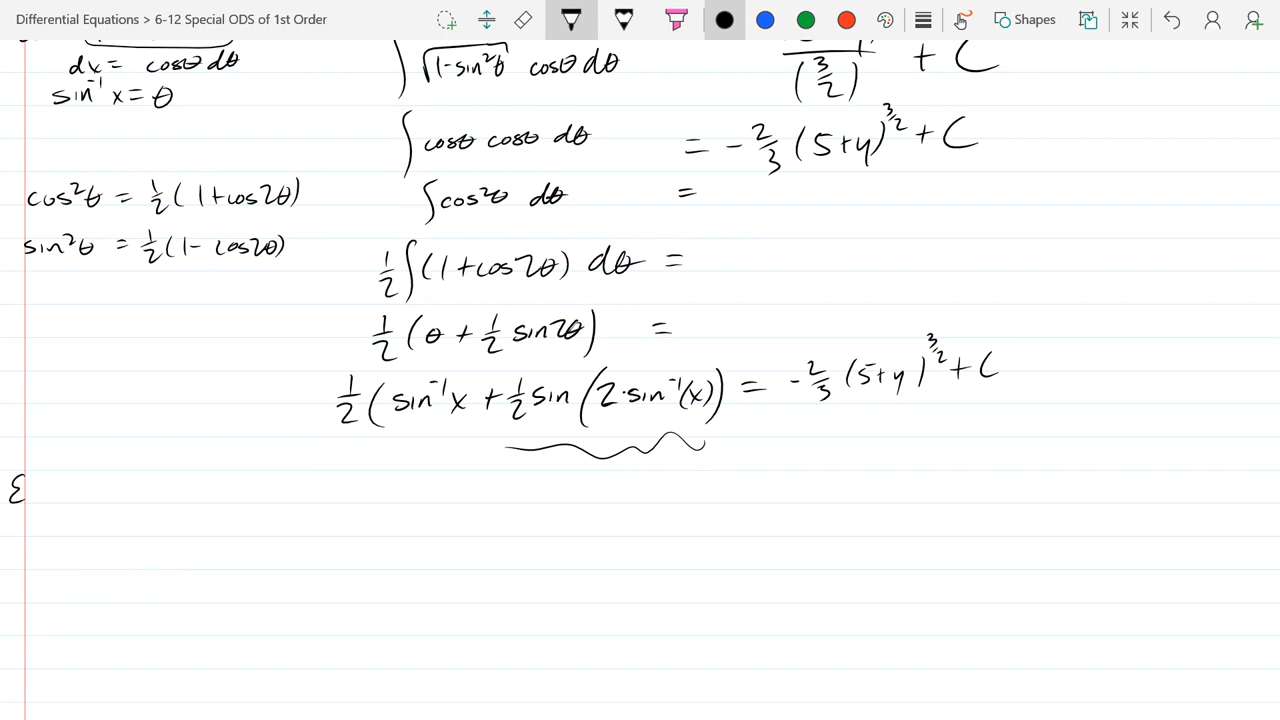 Differential Equations > 6-12 Special ODS of 1st Order
Shapes
dx = cosθ dθ
sin⁻¹ x = θ
cos²θ = 1/2 (1+cos2θ)
sin²θ = 1/2 (1- cos2θ)
∫ √(1-sin²θ) cosθ dθ
∫ cosθ cosθ dθ
∫ cos²θ dθ =
1/2 ∫ (1+cos2θ) dθ =
1/2 (θ + 1/2 sin2θ) =
1/2 (sin⁻¹x + 1/2 sin (2·sin⁻¹(x)) = -2/3 (5+y)^3/2 + C
(3/2) + C
= -2/3 (5+y)^3/2 + C